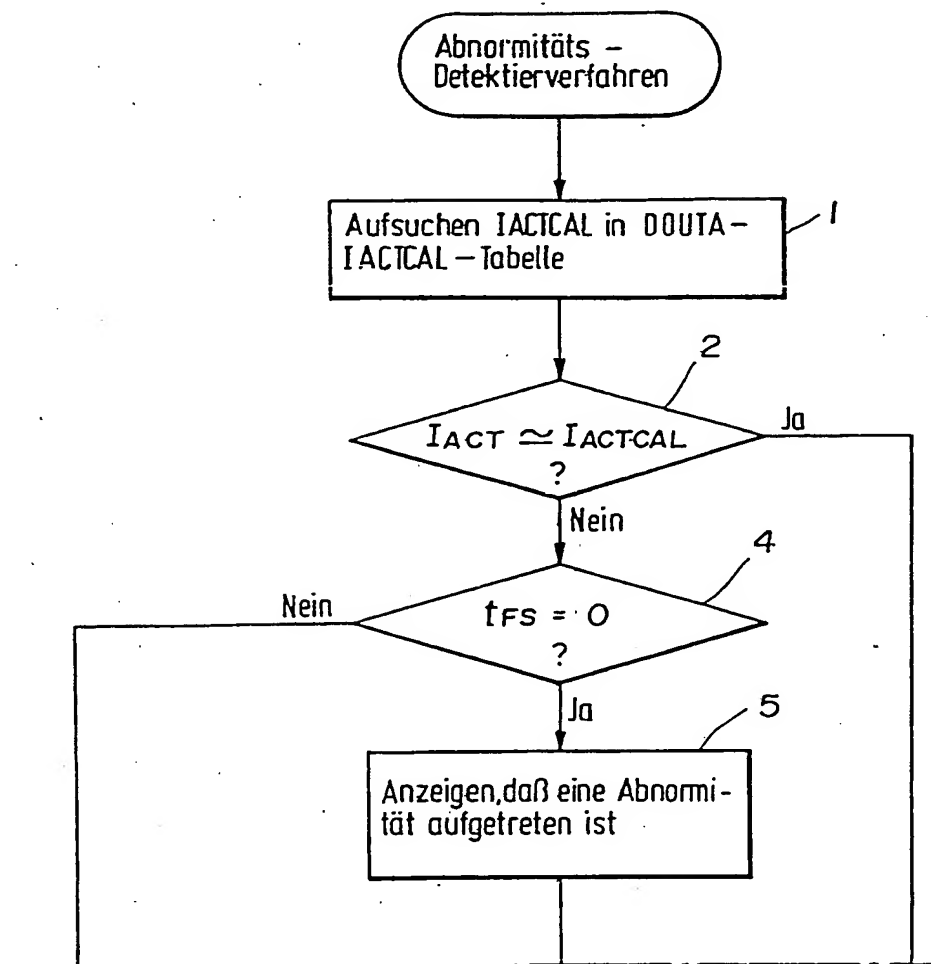 Abnormitäts –
Detektierverfahren
1
Aufsuchen IACTCAL in DOUTA –
IACTCAL – Tabelle
2
IACT ≃ IACT-CAL
?
Ja
Nein
4
tFS = 0
?
Nein
Ja
5
Anzeigen, daß eine Abnormi –
tät aufgetreten ist